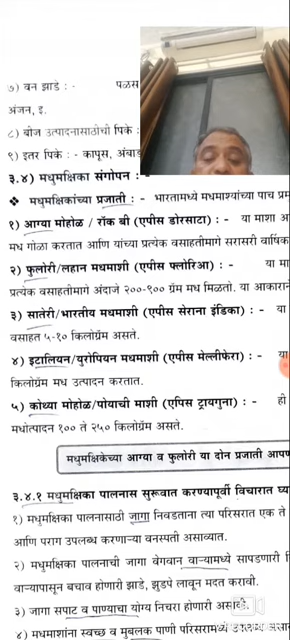 ७) वन झाडे : - पळस
अंजन, इ.
८) बीज उत्पादनासाठीची पिके :
९) इतर पिके : - कापूस, अंबाड
३.४) मधुमक्षिका संगोपन : -
❖ मधुमक्षिकांच्या प्रजाती : - भारतामध्ये मधमाश्यांच्या पाच प्रम
१) आग्या मोहोळ / रॉक बी (एपीस डोरसाटा) : - या माशा आ
मध गोळा करतात आणि यांच्या प्रत्येक वसाहतीमागे सरासरी वार्षिक
२) फुलोरी/लहान मधमाशी (एपीस फ्लोरिआ) : - या मा
प्रत्येक वसाहतीमागे अंदाजे २००-९०० ग्रॅम मध मिळतो. या आकारान
३) सातेरी/भारतीय मधमाशी (एपीस सेराना इंडिका) : - या
वसाहत ५-१० किलोग्रॅम असते.
४) इटालियन/युरोपियन मधमाशी (एपीस मेल्लीफेरा) : - या
किलोग्रॅम मध उत्पादन करतात.
५) कोथ्या मोहोळ/पोयाची माशी (एपिस ट्रायगुना) : - ही
मधोत्पादन १०० ते २५० किलोग्रॅम असते.
मधुमक्षिकेच्या आग्या व फुलोरी या दोन प्रजाती आपण
३.४.१ मधुमक्षिका पालनास सुरूवात करण्यापूर्वी विचारात घ्य
१) मधुमक्षिका पालनासाठी जागा निवडताना त्या परिसरात एक ते
आणि पराग उपलब्ध करणाऱ्या वनस्पती असाव्यात.
२) मधुमक्षिका पालनाची जागा वेगवान वाऱ्यामध्ये सापडणारी
वाऱ्यापासून बचाव होणारी झाडे, झुडपे लावून मदत करावी.
३) जागा सपाट व पाण्याचा योग्य निचरा होणारी असावी.
४) मधमाशांना स्वच्छ व मुबलक पाणी परिसरामध्ये